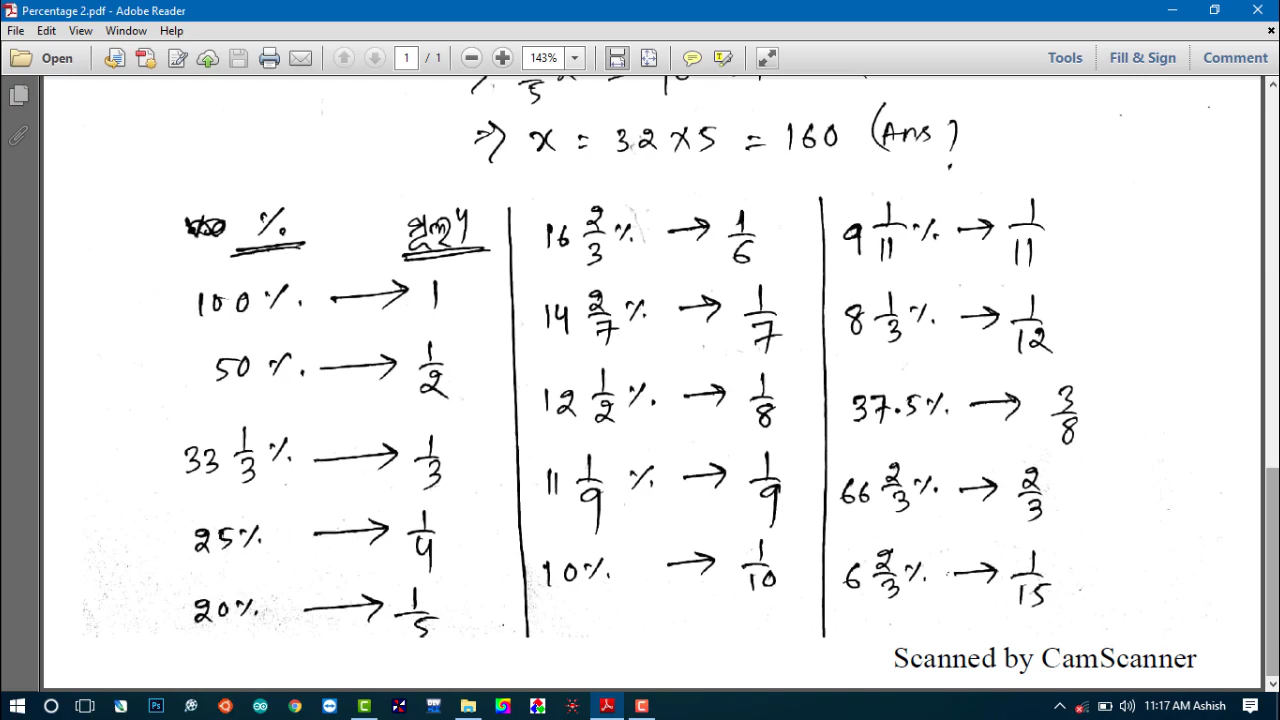 Percentage 2.pdf - Adobe Reader
File Edit View Window Help
Open 1 / 1 143% Tools Fill & Sign Comment
⇒ x = 32 × 5 = 160 (Ans)
% ମୂଲ୍ୟ
100% → 1
50% → 1/2
33 1/3 % → 1/3
25% → 1/4
20% → 1/5
16 2/3 % → 1/6
14 2/7 % → 1/7
12 1/2 % → 1/8
11 1/9 % → 1/9
10% → 1/10
9 1/11 % → 1/11
8 1/3 % → 1/12
37.5% → 3/8
66 2/3 % → 2/3
6 2/3 % → 1/15
Scanned by CamScanner
11:17 AM Ashish